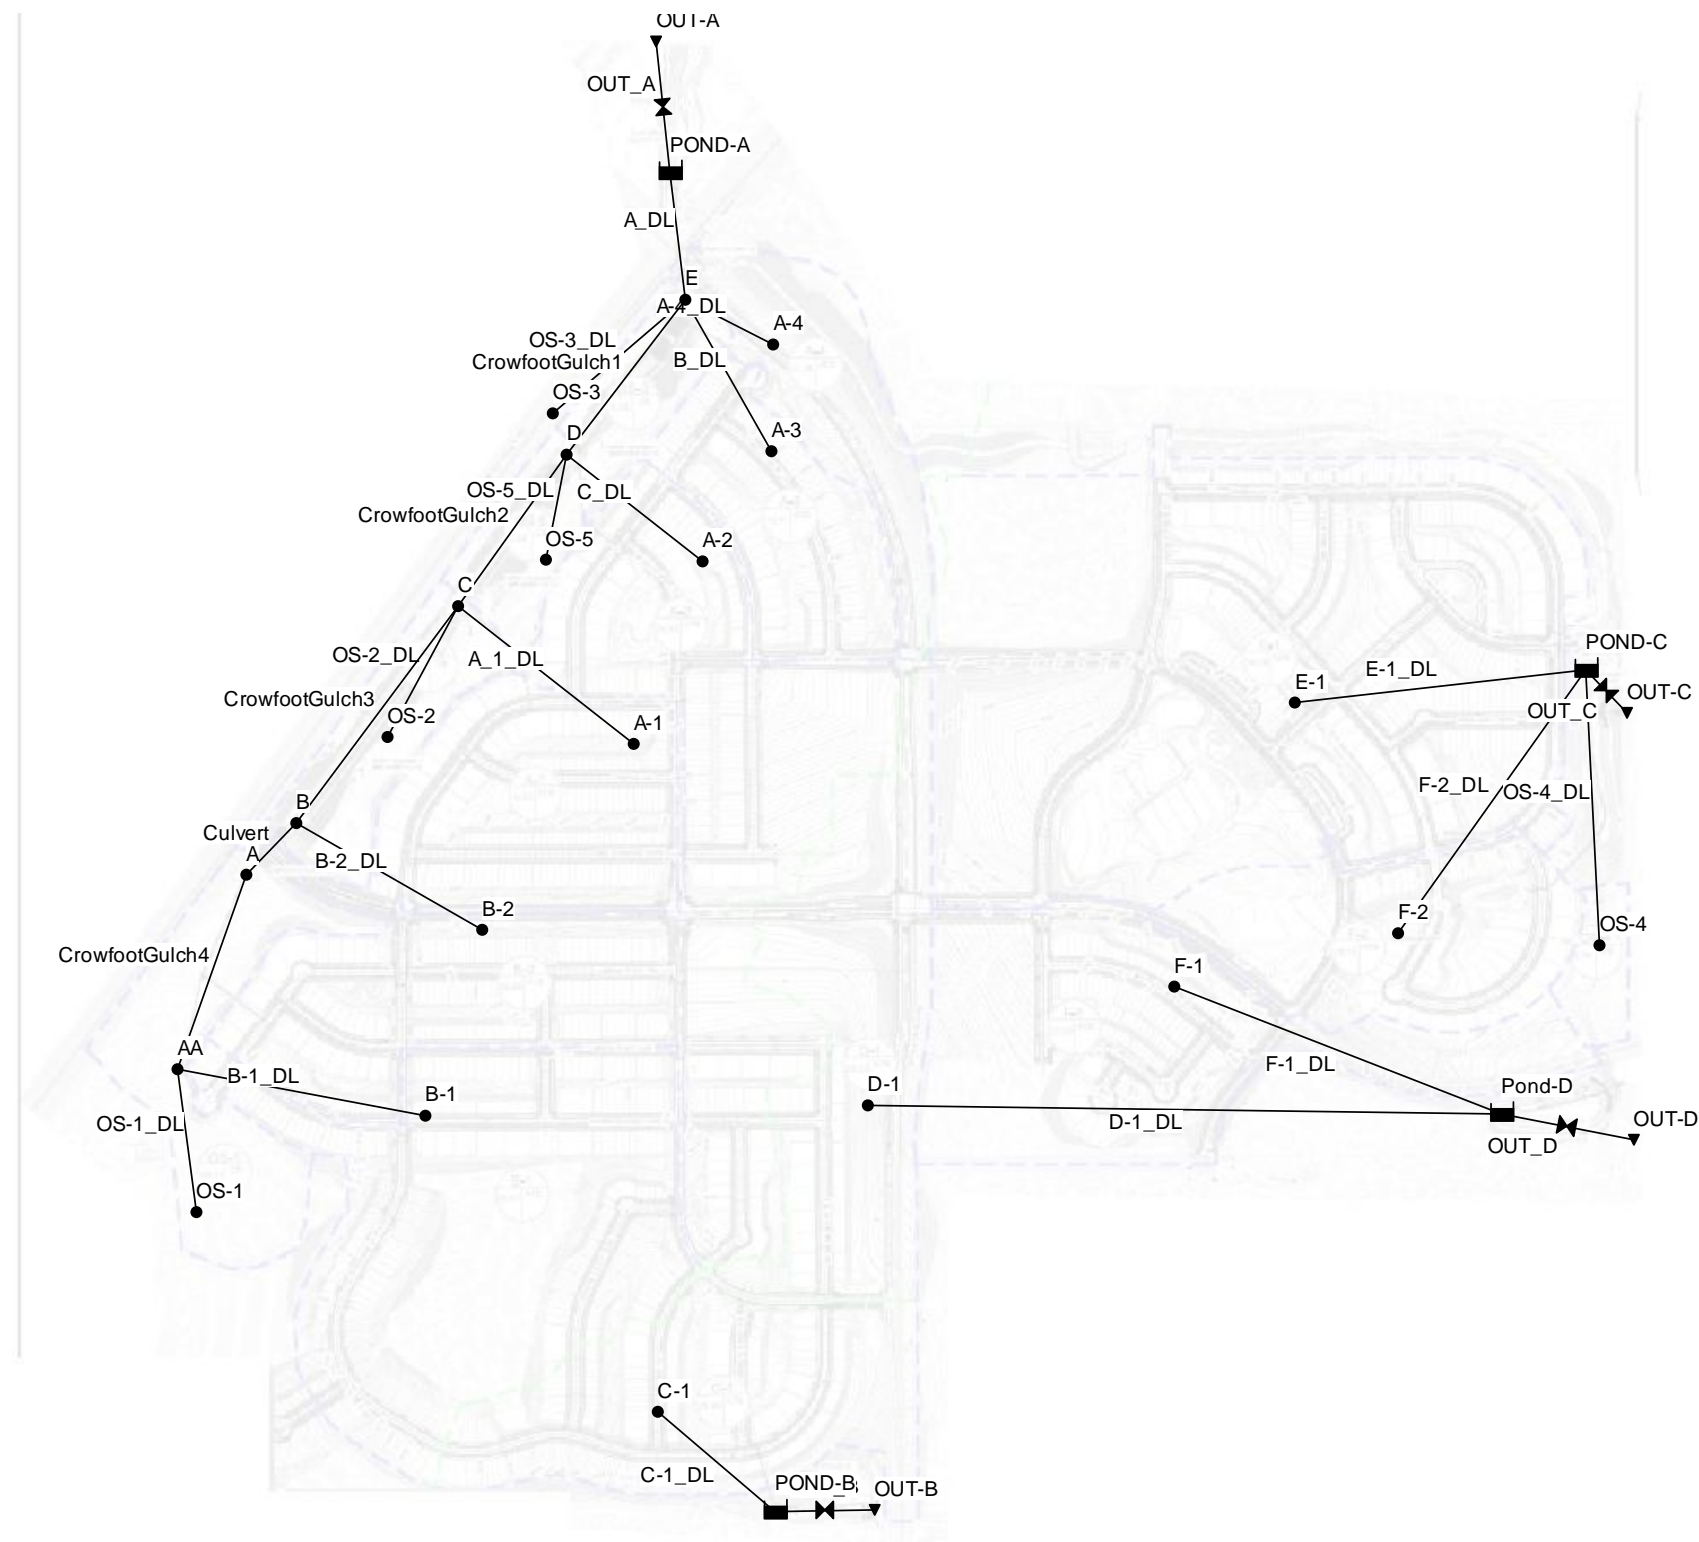 OUT-A
OUT_A
POND-A
A_DL
E
A-4_DL
A-4
OS-3_DL
CrowfootGulch1
B_DL
OS-3
D
A-3
OS-5_DL
C_DL
CrowfootGulch2
OS-5
A-2
C
OS-2_DL
A_1_DL
CrowfootGulch3
OS-2
A-1
POND-C
E-1_DL
E-1
OUT-C
OUT_C
F-2_DL
OS-4_DL
B
Culvert
A
B-2_DL
B-2
F-2
OS-4
CrowfootGulch4
F-1
AA
B-1_DL
B-1
F-1_DL
D-1
Pond-D
OS-1_DL
D-1_DL
OUT-D
OUT_D
OS-1
C-1
C-1_DL
POND-B
OUT-B